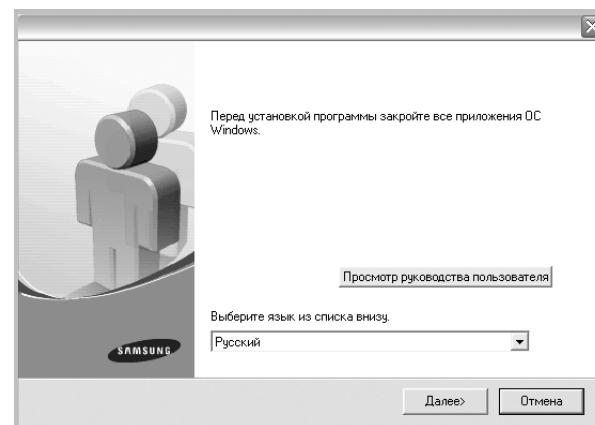 Перед установкой программы закройте все приложения ОС
Windows.
Просмотр руководства пользователя
Выберите язык из списка внизу.
SAMSUNG
Русский
Далее>
Отмена